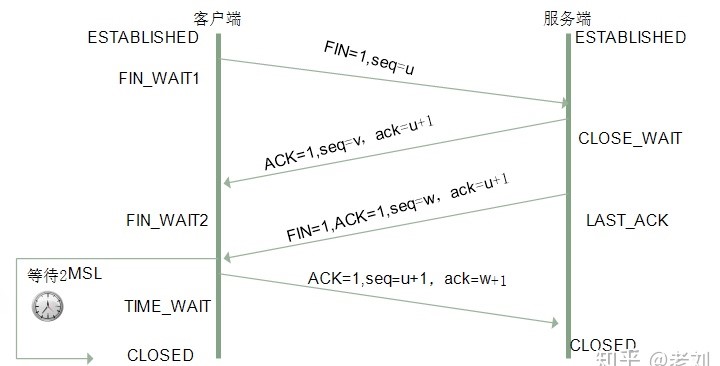 客户端
服务端
ESTABLISHED
ESTABLISHED
FIN=1,seq=u
FIN_WAIT1
ACK=1,seq=v，ack=u+1
CLOSE_WAIT
FIN=1,ACK=1,seq=w，ack=u+1
FIN_WAIT2
LAST_ACK
等待2MSL
ACK=1,seq=u+1，ack=w+1
TIME_WAIT
CLOSED
CLOSED
知乎 @老刘